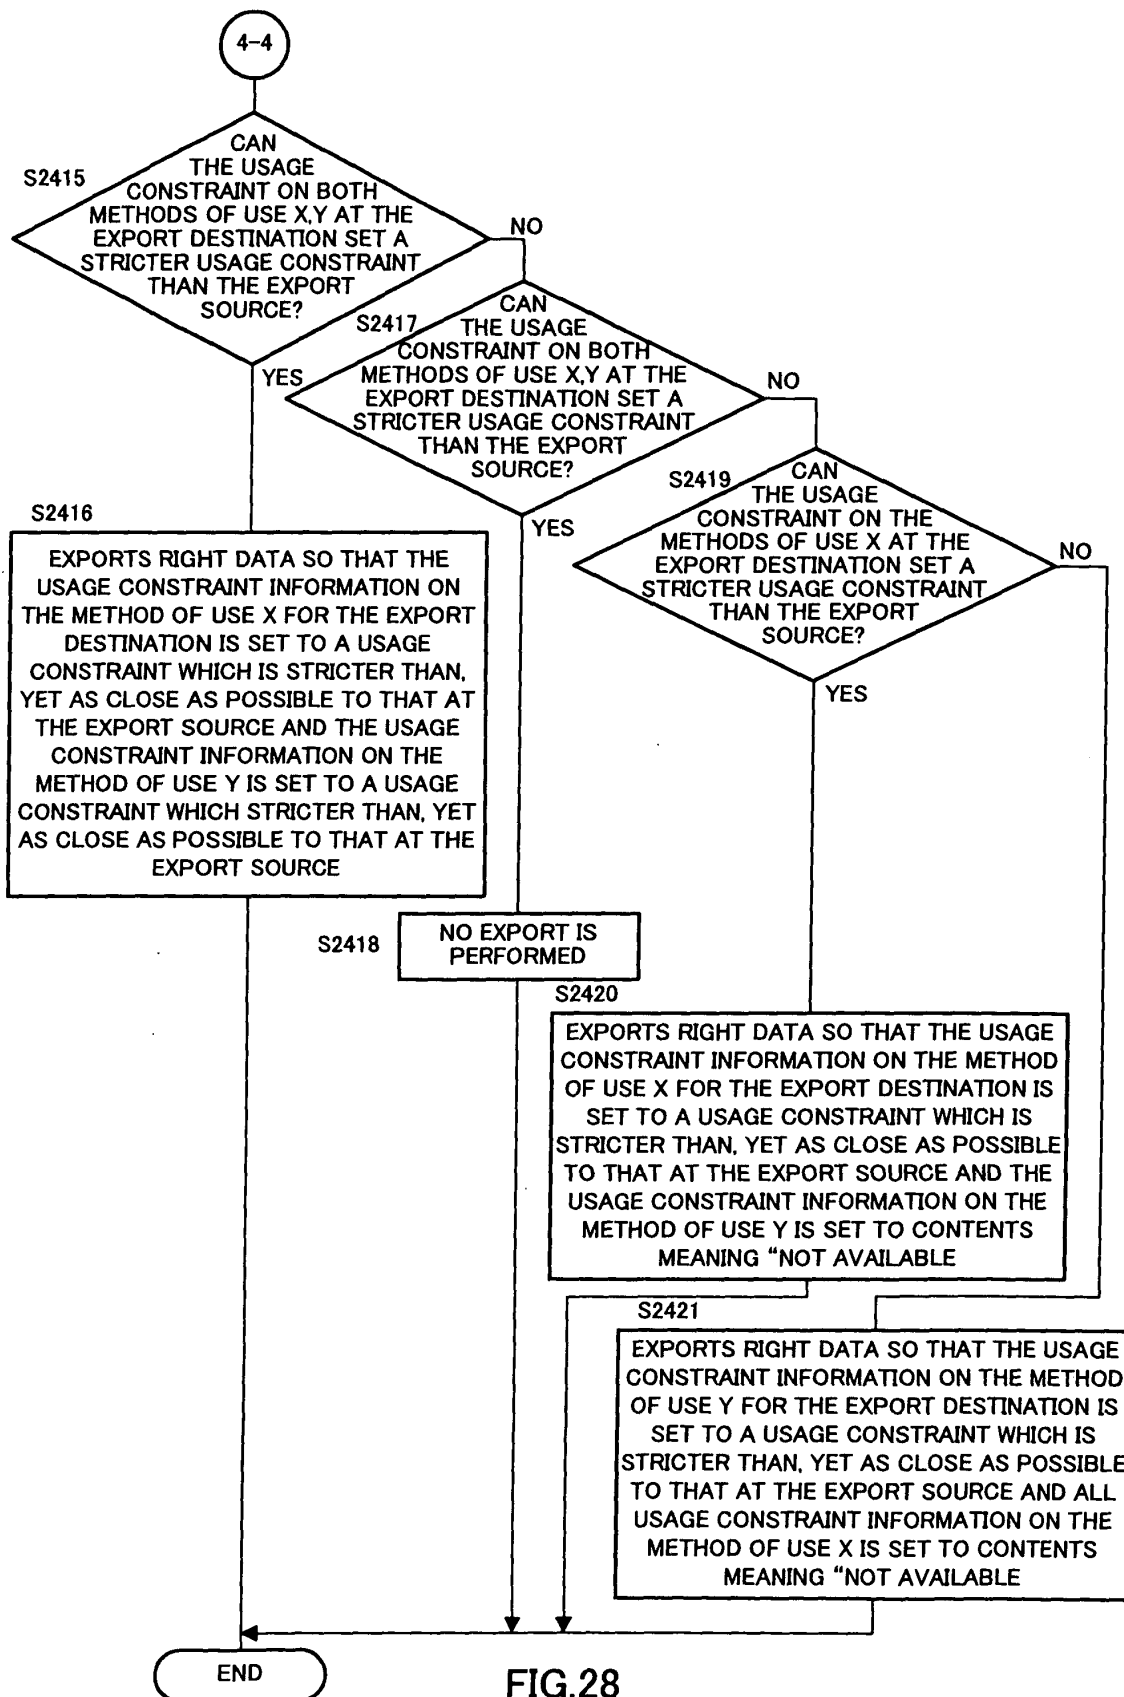 4-4
S2415
CAN
THE USAGE
CONSTRAINT ON BOTH
METHODS OF USE X,Y AT THE
EXPORT DESTINATION SET A
STRICTER USAGE CONSTRAINT
THAN THE EXPORT
SOURCE?
NO
YES
S2417
CAN
THE USAGE
CONSTRAINT ON BOTH
METHODS OF USE X,Y AT THE
EXPORT DESTINATION SET A
STRICTER USAGE CONSTRAINT
THAN THE EXPORT
SOURCE?
NO
YES
S2419
CAN
THE USAGE
CONSTRAINT ON THE
METHODS OF USE X AT THE
EXPORT DESTINATION SET A
STRICTER USAGE CONSTRAINT
THAN THE EXPORT
SOURCE?
NO
YES
S2416
EXPORTS RIGHT DATA SO THAT THE
USAGE CONSTRAINT INFORMATION ON
THE METHOD OF USE X FOR THE EXPORT
DESTINATION IS SET TO A USAGE
CONSTRAINT WHICH IS STRICTER THAN,
YET AS CLOSE AS POSSIBLE TO THAT AT
THE EXPORT SOURCE AND THE USAGE
CONSTRAINT INFORMATION ON THE
METHOD OF USE Y IS SET TO A USAGE
CONSTRAINT WHICH STRICTER THAN, YET
AS CLOSE AS POSSIBLE TO THAT AT THE
EXPORT SOURCE
S2418
NO EXPORT IS
PERFORMED
S2420
EXPORTS RIGHT DATA SO THAT THE USAGE
CONSTRAINT INFORMATION ON THE METHOD
OF USE X FOR THE EXPORT DESTINATION IS
SET TO A USAGE CONSTRAINT WHICH IS
STRICTER THAN, YET AS CLOSE AS POSSIBLE
TO THAT AT THE EXPORT SOURCE AND THE
USAGE CONSTRAINT INFORMATION ON THE
METHOD OF USE Y IS SET TO CONTENTS
MEANING “NOT AVAILABLE
S2421
EXPORTS RIGHT DATA SO THAT THE USAGE
CONSTRAINT INFORMATION ON THE METHOD
OF USE Y FOR THE EXPORT DESTINATION IS
SET TO A USAGE CONSTRAINT WHICH IS
STRICTER THAN, YET AS CLOSE AS POSSIBLE
TO THAT AT THE EXPORT SOURCE AND ALL
USAGE CONSTRAINT INFORMATION ON THE
METHOD OF USE X IS SET TO CONTENTS
MEANING “NOT AVAILABLE
END
FIG.28